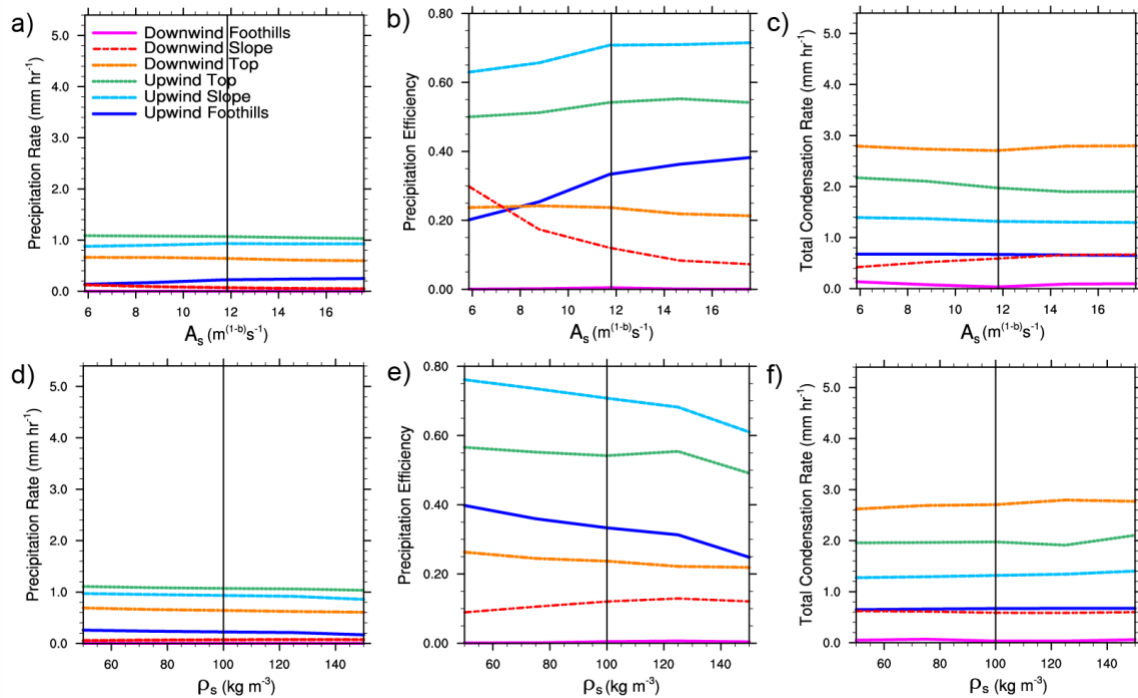 a)
Precipitation Rate (mm hr-1)
5.0
4.0
3.0
2.0
1.0
0.0
Downwind Foothills
Downwind Slope
Downwind Top
Upwind Top
Upwind Slope
Upwind Foothills
6 8 10 12 14 16
As (m(1-b)s-1)
b)
Precipitation Efficiency
0.80
0.60
0.40
0.20
0.00
6 8 10 12 14 16
As (m(1-b)s-1)
c)
Total Condensation Rate (mm hr-1)
5.0
4.0
3.0
2.0
1.0
0.0
6 8 10 12 14 16
As (m(1-b)s-1)
d)
Precipitation Rate (mm hr-1)
5.0
4.0
3.0
2.0
1.0
0.0
60 80 100 120 140
ρs (kg m-3)
e)
Precipitation Efficiency
0.80
0.60
0.40
0.20
0.00
60 80 100 120 140
ρs (kg m-3)
f)
Total Condensation Rate (mm hr-1)
5.0
4.0
3.0
2.0
1.0
0.0
60 80 100 120 140
ρs (kg m-3)